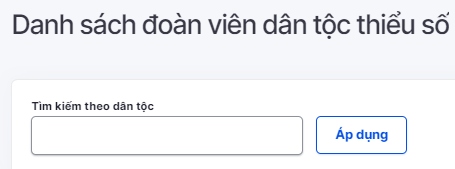 Danh sách đoàn viên dân tộc thiểu số
Tìm kiếm theo dân tộc
Áp dụng